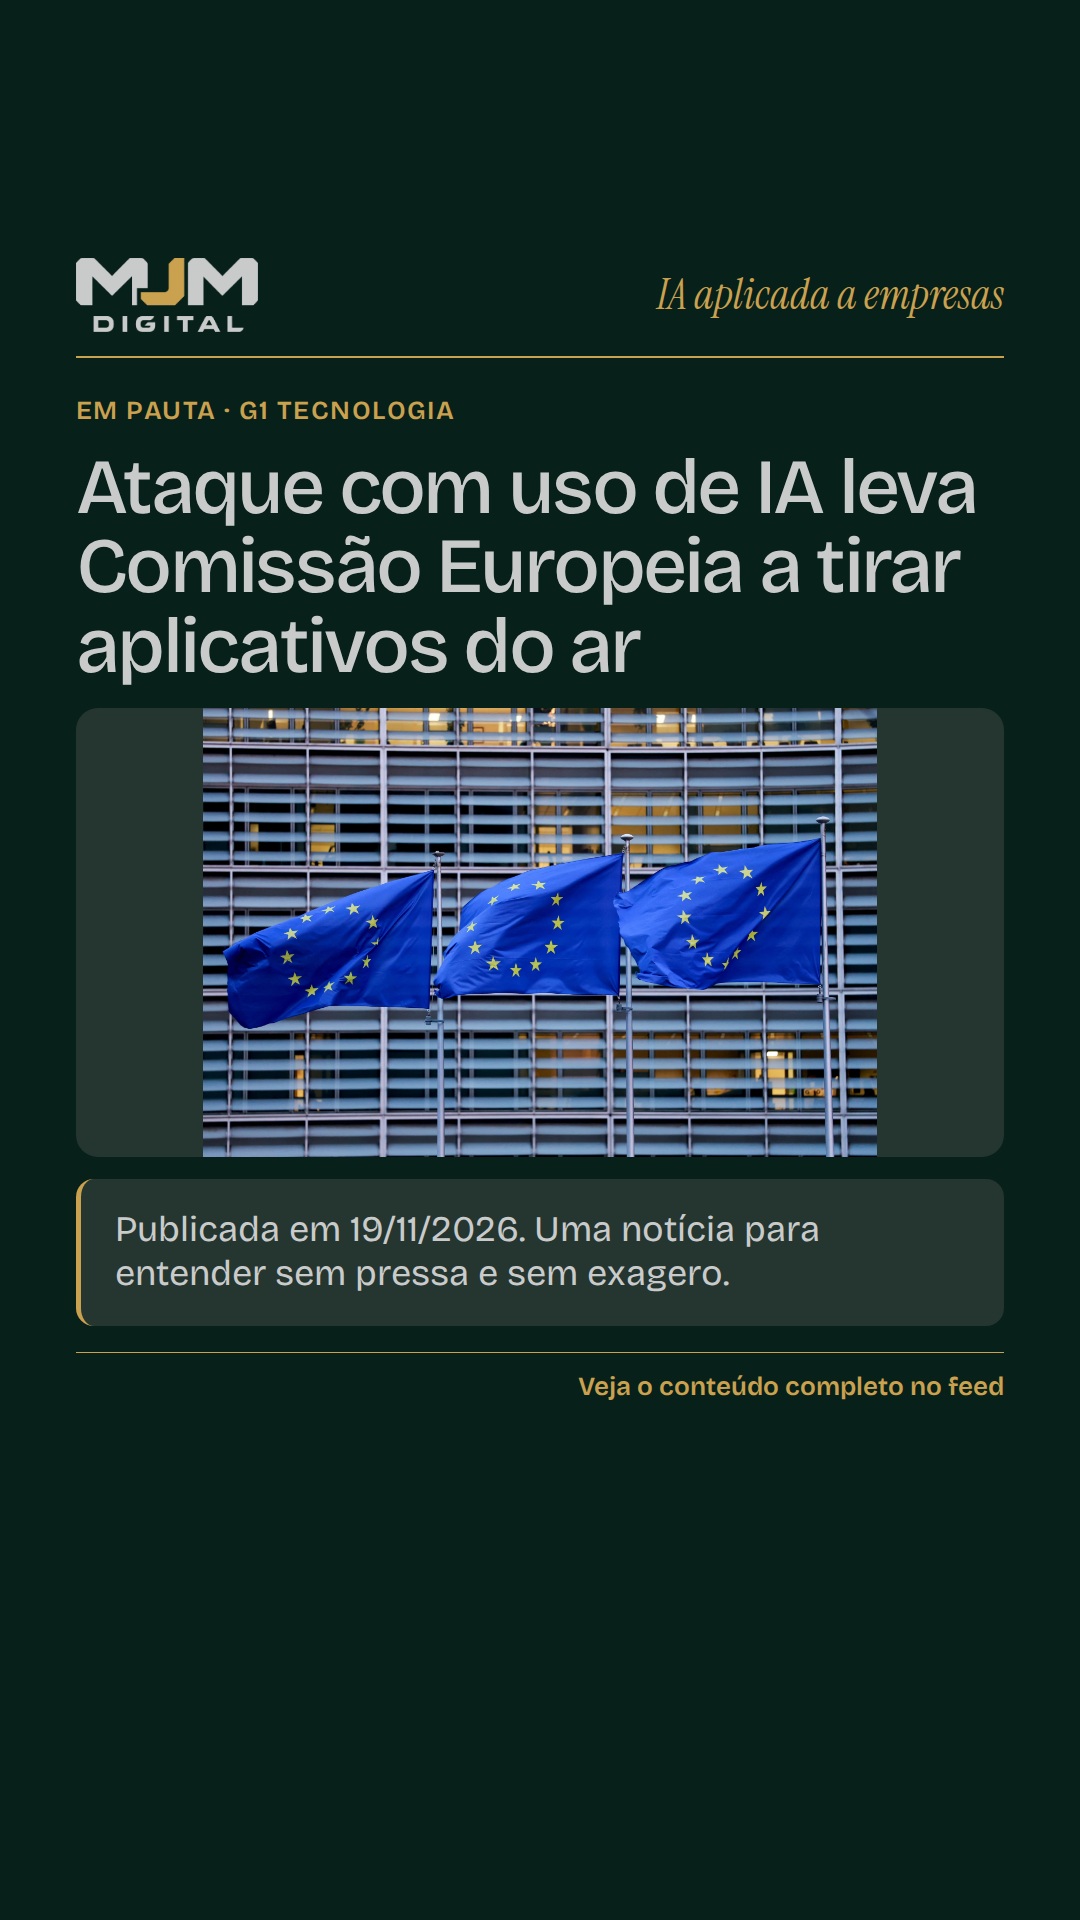 MJM
DIGITAL
IA aplicada a empresas
EM PAUTA · G1 TECNOLOGIA
Ataque com uso de IA leva
Comissão Europeia a tirar
aplicativos do ar
Publicada em 19/11/2026. Uma notícia para
entender sem pressa e sem exagero.
Veja o conteúdo completo no feed